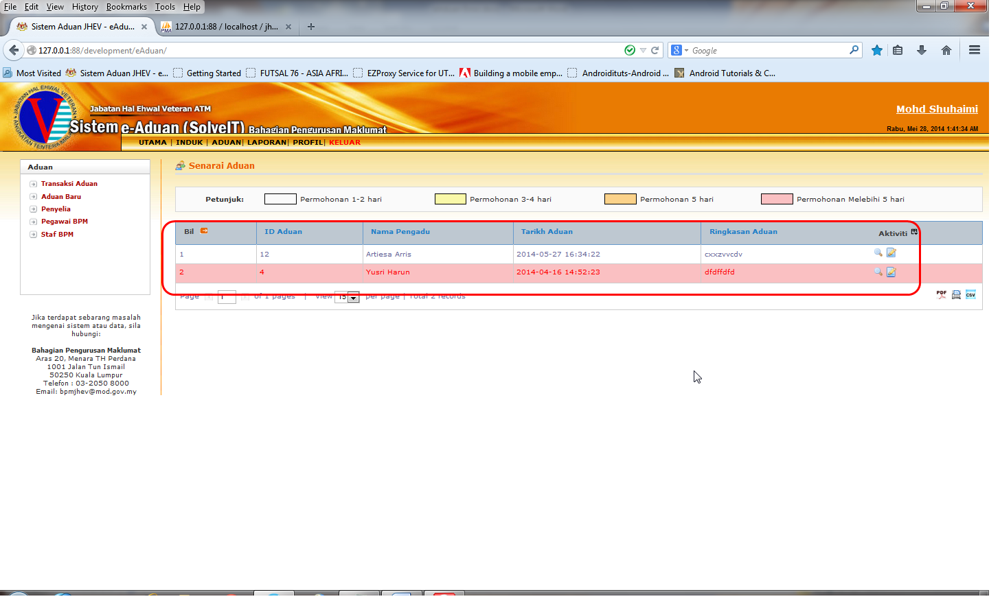 File Edit View History Bookmarks Tools Help
Sistem Aduan JHEV - eAdu... 127.0.0.1:88 / localhost / jh...
127.0.0.1:88/development/eAduan/ Google
Most Visited Sistem Aduan JHEV - e... Getting Started FUTSAL 76 - ASIA AFRI... EZProxy Service for UT... Building a mobile emp... Androidituts-Android ... Android Tutorials & C...
JABATAN HAL EHWAL VETERAN
ANGKATAN TENTERA
Jabatan Hal Ehwal Veteran ATM
Mohd Shuhaimi
Sistem e-Aduan (SolveIT) Bahagian Pengurusan Maklumat
Rabu, Mei 28, 2014 1:41:34 AM
UTAMA | INDUK | ADUAN| LAPORAN| PROFIL| KELUAR
Aduan
Transaksi Aduan
Aduan Baru
Penyelia
Pegawai BPM
Staf BPM
Jika terdapat sebarang masalah
mengenai sistem atau data, sila
hubungi:
Bahagian Pengurusan Maklumat
Aras 20, Menara TH Perdana
1001 Jalan Tun Ismail
50250 Kuala Lumpur
Telefon : 03-2050 8000
Email: bpmjhev@mod.gov.my
Senarai Aduan
Petunjuk: Permohonan 1-2 hari Permohonan 3-4 hari Permohonan 5 hari Permohonan Melebihi 5 hari
Bil ID Aduan Nama Pengadu Tarikh Aduan Ringkasan Aduan Aktiviti
1 12 Artiesa Arris 2014-05-27 16:34:22 cxxzvvcdv
2 4 Yusri Harun 2014-04-16 14:52:23 dfdffdfd
Page 1 of 1 pages | View 15 per page | Total 2 records
PDF CSV